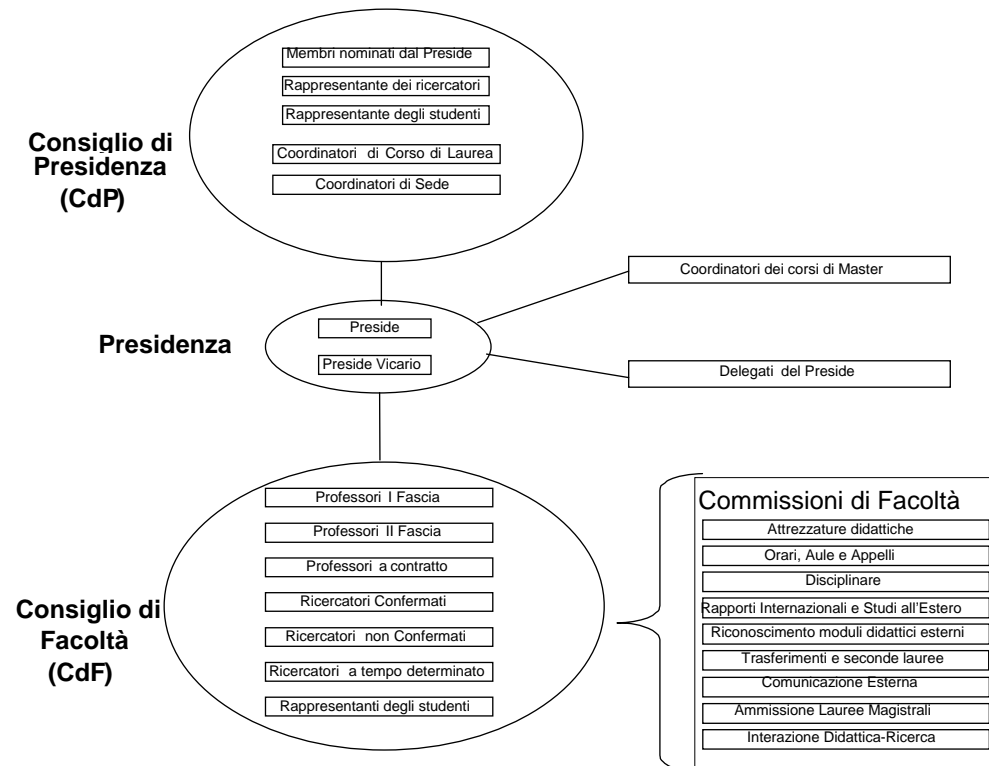 Membri nominati dal Preside
Rappresentante dei ricercatori
Rappresentante degli studenti
Coordinatori di Corso di Laurea
Coordinatori di Sede
Consiglio di
Presidenza
(CdP)
Coordinatori dei corsi di Master
Presidenza
Preside
Preside Vicario
Delegati del Preside
Consiglio di
Facoltà
(CdF)
Professori I Fascia
Professori II Fascia
Professori a contratto
Ricercatori Confermati
Ricercatori non Confermati
Ricercatori a tempo determinato
Rappresentanti degli studenti
Commissioni di Facoltà
Attrezzature didattiche
Orari, Aule e Appelli
Disciplinare
Rapporti Internazionali e Studi all'Estero
Riconoscimento moduli didattici esterni
Trasferimenti e seconde lauree
Comunicazione Esterna
Ammissione Lauree Magistrali
Interazione Didattica-Ricerca